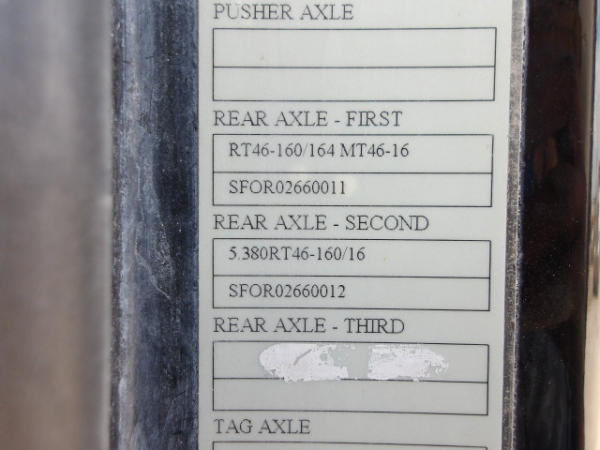 PUSHER AXLE
REAR AXLE - FIRST
RT46-160/164 MT46-16
SFOR02660011
REAR AXLE - SECOND
5.380RT46-160/16
SFOR02660012
REAR AXLE - THIRD
TAG AXLE